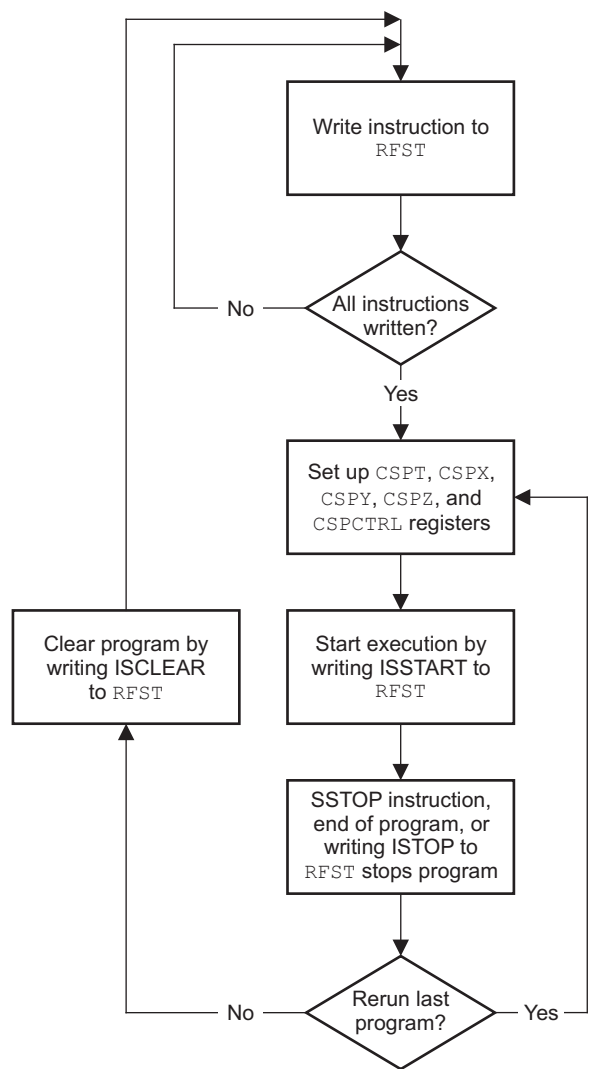 Write instruction to
RFST
All instructions
written?
No
Yes
Set up CSPT, CSPX,
CSPY, CSPZ, and
CSPCTRL registers
Clear program by
writing ISCLEAR
to RFST
Start execution by
writing ISSTART to
RFST
SSTOP instruction,
end of program, or
writing ISTOP to
RFST stops program
Rerun last
program?
No
Yes